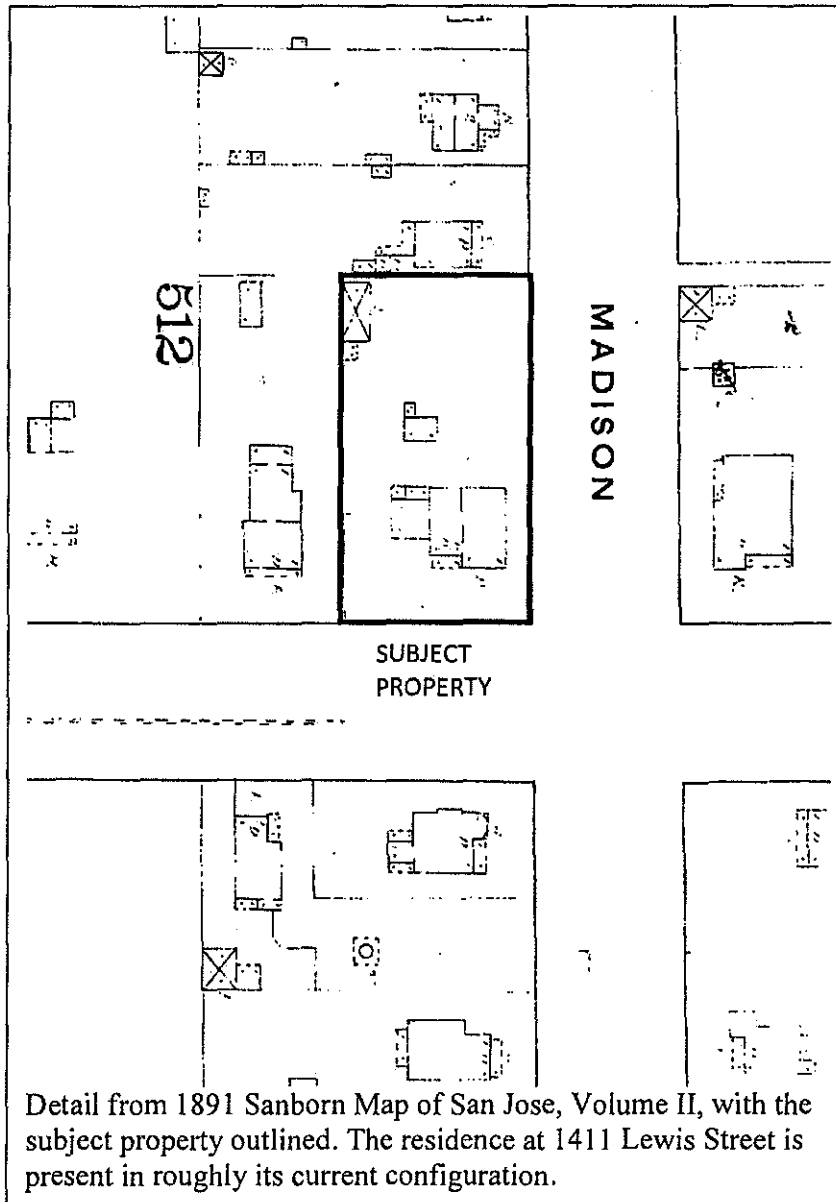 512
MADISON
SUBJECT
PROPERTY
Detail from 1891 Sanborn Map of San Jose, Volume II, with the
subject property outlined. The residence at 1411 Lewis Street is
present in roughly its current configuration.